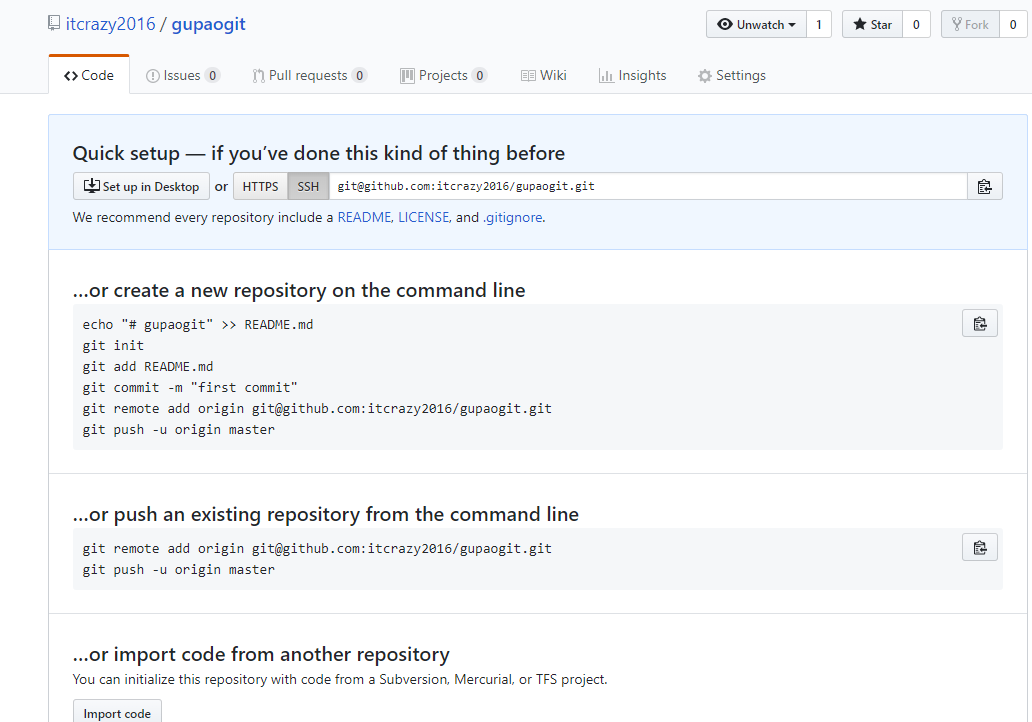 itcrazy2016 / gupaogit
Unwatch 1 Star 0 Fork 0
Code Issues 0 Pull requests 0 Projects 0 Wiki Insights Settings
Quick setup — if you’ve done this kind of thing before
Set up in Desktop or HTTPS SSH git@github.com:itcrazy2016/gupaogit.git
We recommend every repository include a README, LICENSE, and .gitignore.
…or create a new repository on the command line
echo "# gupaogit" >> README.md
git init
git add README.md
git commit -m "first commit"
git remote add origin git@github.com:itcrazy2016/gupaogit.git
git push -u origin master
…or push an existing repository from the command line
git remote add origin git@github.com:itcrazy2016/gupaogit.git
git push -u origin master
…or import code from another repository
You can initialize this repository with code from a Subversion, Mercurial, or TFS project.
Import code